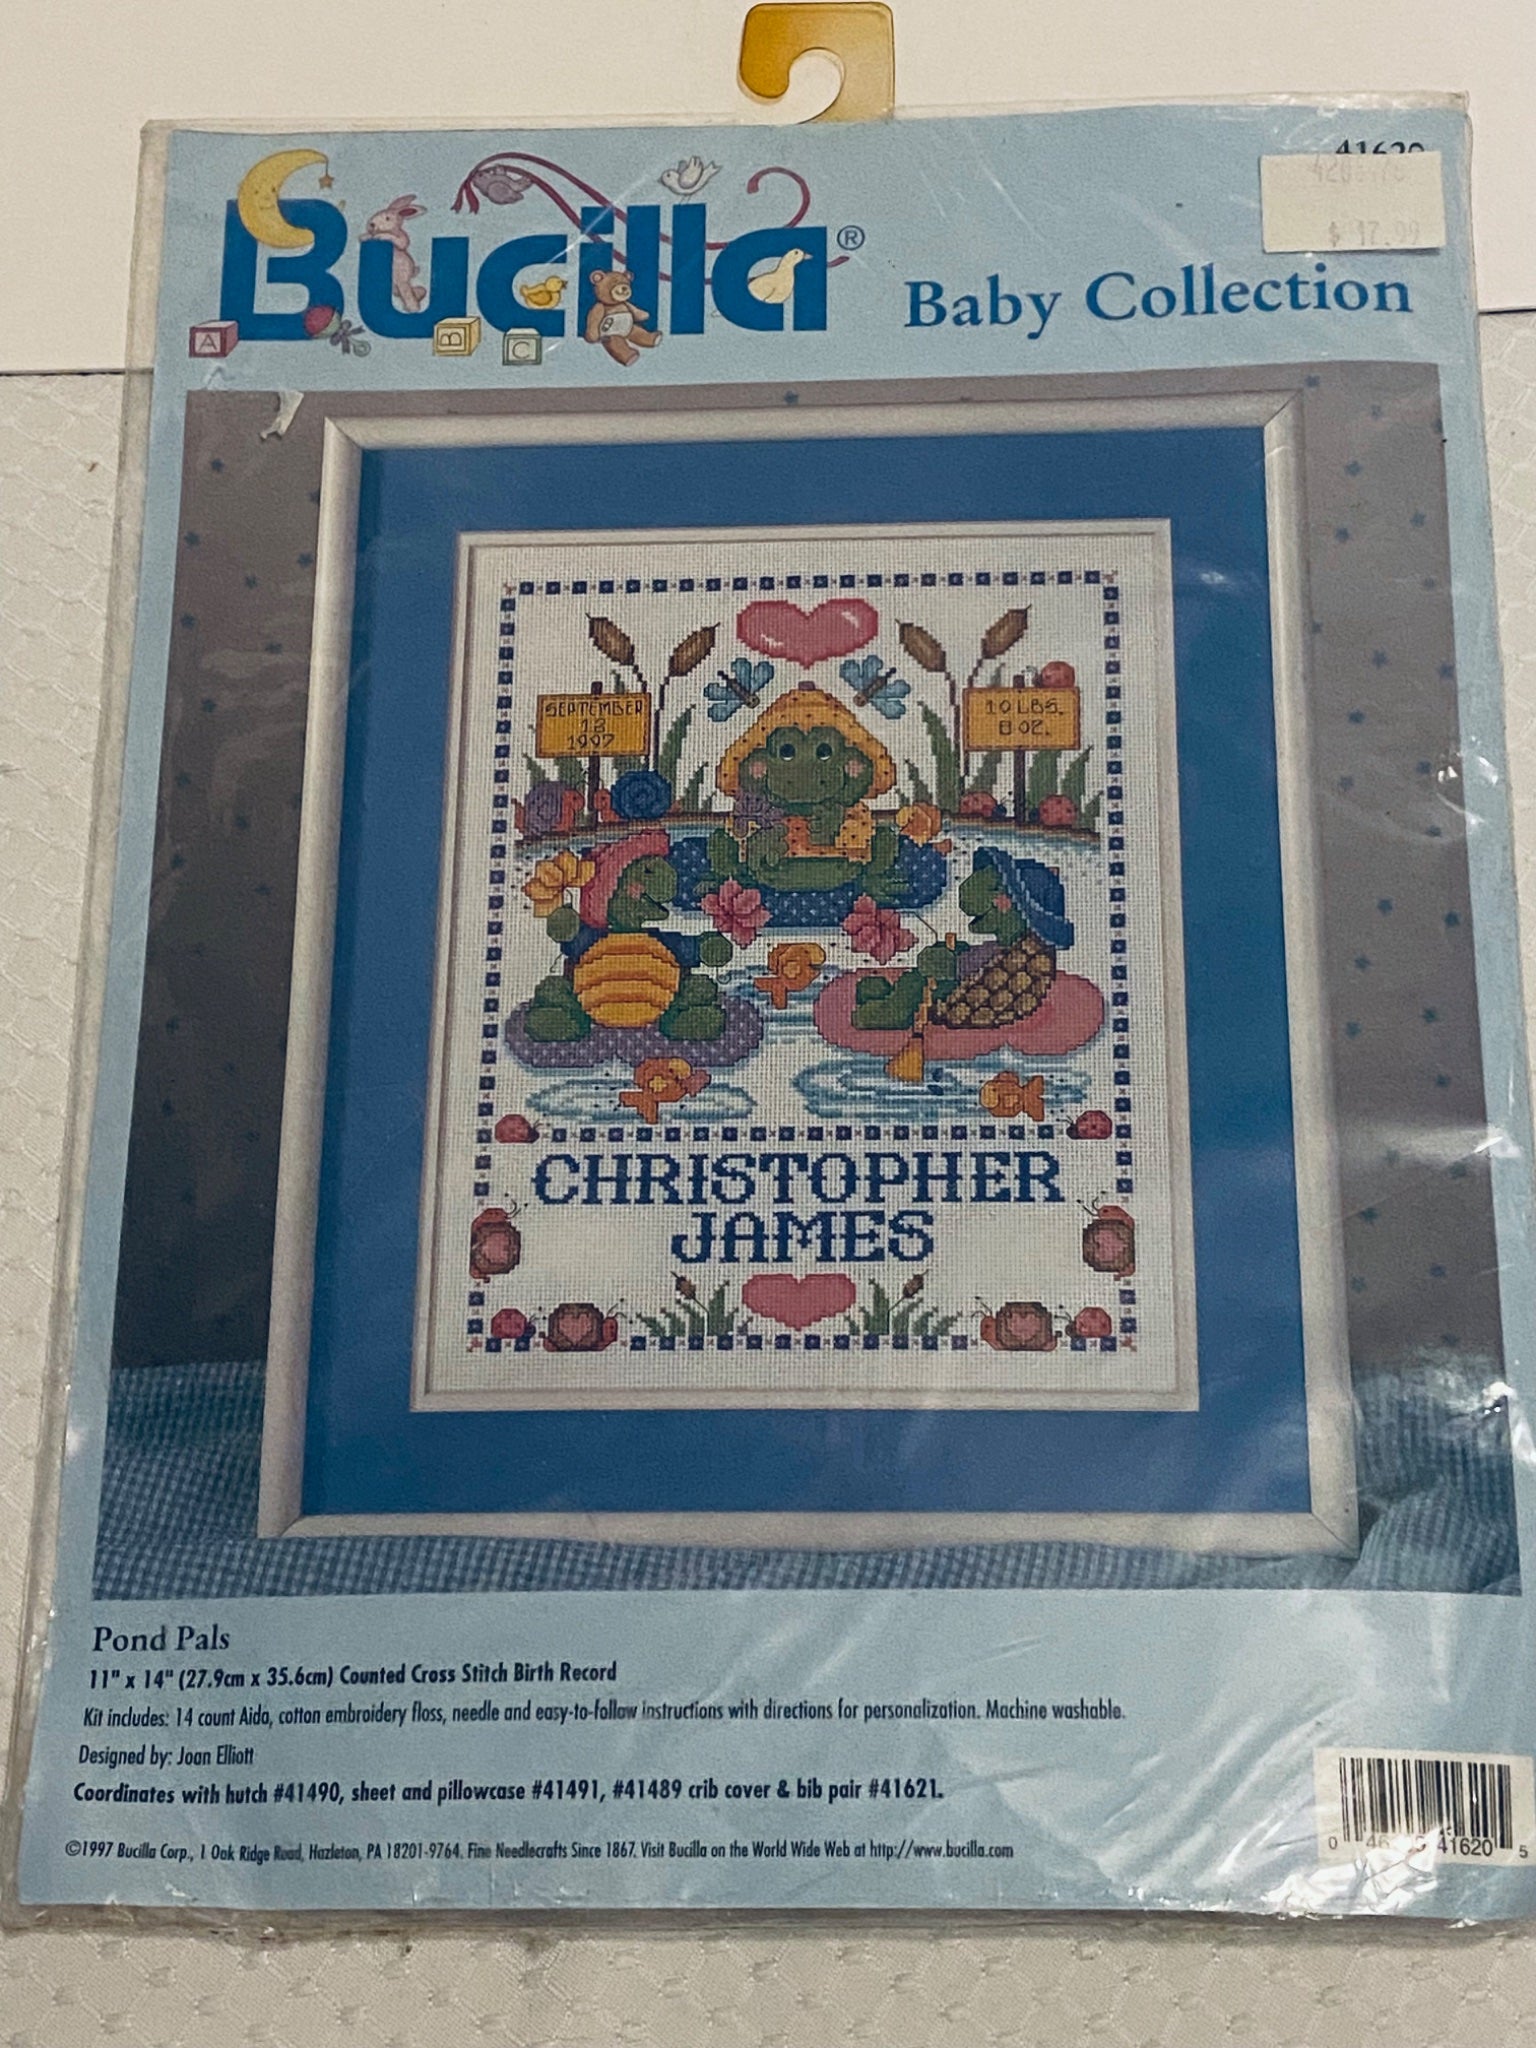 41620
$ 17.99
Bucilla®
Baby Collection
A
B
C
SEPTEMBER
18
1997
10 LBS.
8 OZ.
CHRISTOPHER
JAMES
Pond Pals
11" x 14" (27.9cm x 35.6cm) Counted Cross Stitch Birth Record
Kit includes: 14 count Aida, cotton embroidery floss, needle and easy-to-follow instructions with directions for personalization. Machine washable.
Designed by: Joan Elliott
Coordinates with hutch #41490, sheet and pillowcase #41491, #41489 crib cover & bib pair #41621.
©1997 Bucilla Corp., 1 Oak Ridge Road, Hazleton, PA 18201-9764. Fine Needlecrafts Since 1867. Visit Bucilla on the World Wide Web at http://www.bucilla.com
0 41620 5